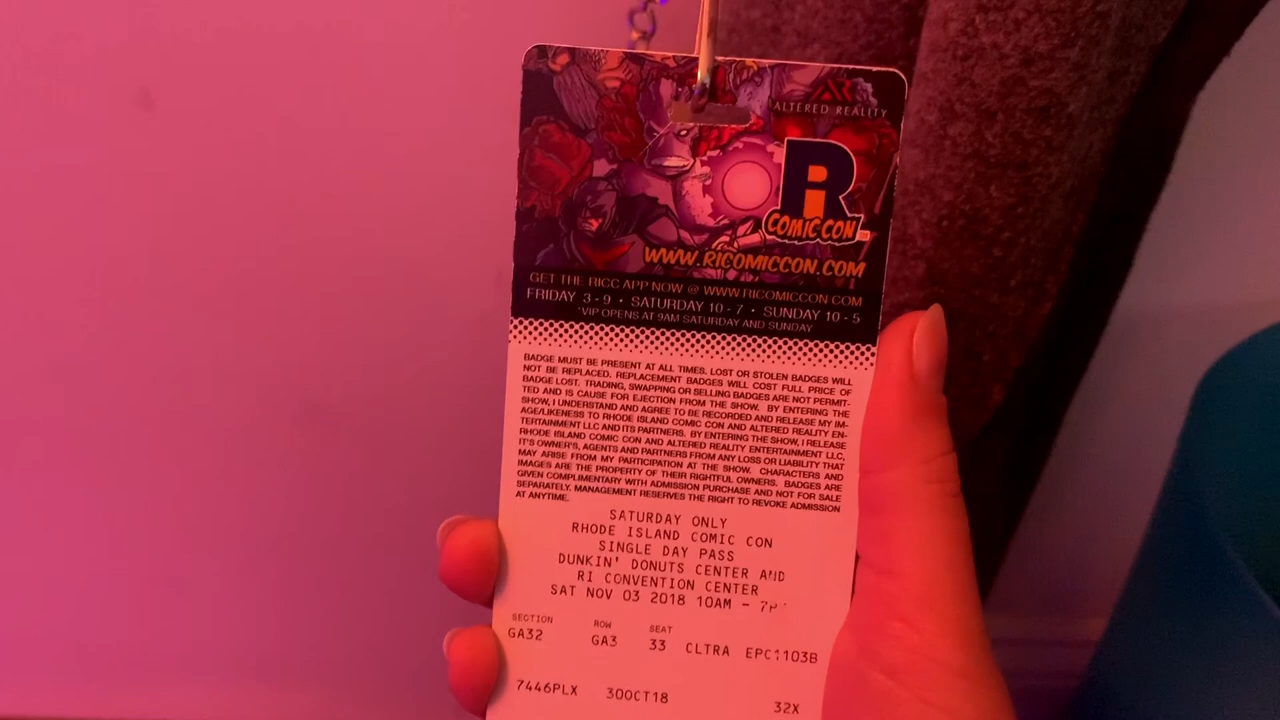 ALTERED REALITY
RI
COMIC CON
WWW.RICOMICCON.COM
GET THE RICC APP NOW @ WWW.RICOMICCON.COM
FRIDAY 3 - 9 • SATURDAY 10 - 7 • SUNDAY 10 - 5
*VIP OPENS AT 9AM SATURDAY AND SUNDAY
BADGE MUST BE PRESENT AT ALL TIMES. LOST OR STOLEN BADGES WILL
NOT BE REPLACED. REPLACEMENT BADGES WILL COST FULL PRICE OF
BADGE LOST. TRADING, SWAPPING OR SELLING BADGES ARE NOT PERMIT-
TED AND IS CAUSE FOR EJECTION FROM THE SHOW. BY ENTERING THE
SHOW, I UNDERSTAND AND AGREE TO BE RECORDED AND RELEASE MY IM-
AGE/LIKENESS TO RHODE ISLAND COMIC CON AND ALTERED REALITY EN-
TERTAINMENT LLC AND ITS PARTNERS. BY ENTERING THE SHOW, I RELEASE
RHODE ISLAND COMIC CON AND ALTERED REALITY ENTERTAINMENT LLC,
IT'S OWNER'S, AGENTS AND PARTNERS FROM ANY LOSS OR LIABILITY THAT
MAY ARISE FROM MY PARTICIPATION AT THE SHOW. CHARACTERS AND
IMAGES ARE THE PROPERTY OF THEIR RIGHTFUL OWNERS. BADGES ARE
GIVEN COMPLIMENTARY WITH ADMISSION PURCHASE AND NOT FOR SALE
SEPARATELY. MANAGEMENT RESERVES THE RIGHT TO REVOKE ADMISSION
AT ANYTIME.
SATURDAY ONLY
RHODE ISLAND COMIC CON
SINGLE DAY PASS
DUNKIN' DONUTS CENTER AND
RI CONVENTION CENTER
SAT NOV 03 2018 10AM - 7P
SECTION ROW SEAT
GA32 GA3 33 CLTRA EPC1103B
7446PLX 30OCT18 32X